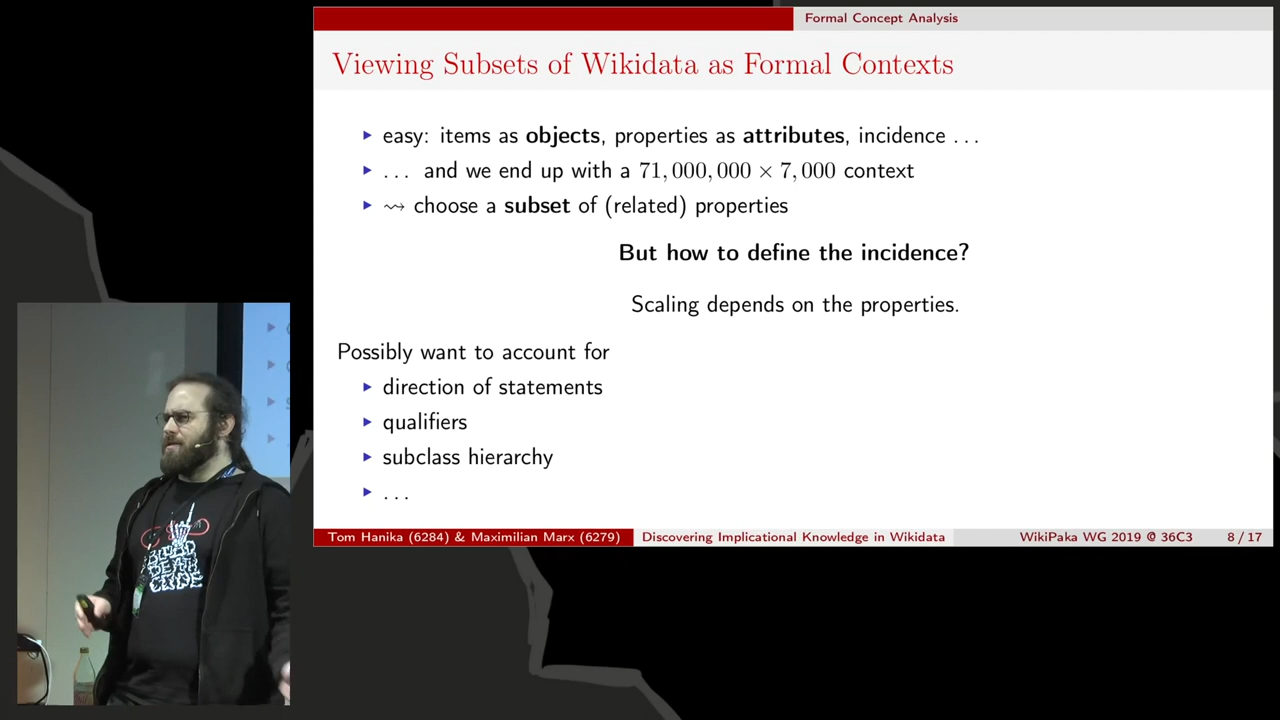 Formal Concept Analysis
Viewing Subsets of Wikidata as Formal Contexts
▸ easy: items as objects, properties as attributes, incidence ...
▸ ... and we end up with a 71,000,000 × 7,000 context
▸ ⇝ choose a subset of (related) properties
But how to define the incidence?
Scaling depends on the properties.
Possibly want to account for
▸ direction of statements
▸ qualifiers
▸ subclass hierarchy
▸ ...
Tom Hanika (6284) & Maximilian Marx (6279) Discovering Implicational Knowledge in Wikidata WikiPaka WG 2019 @ 36C3 8 / 17
BLOOD
DEATH
CODE